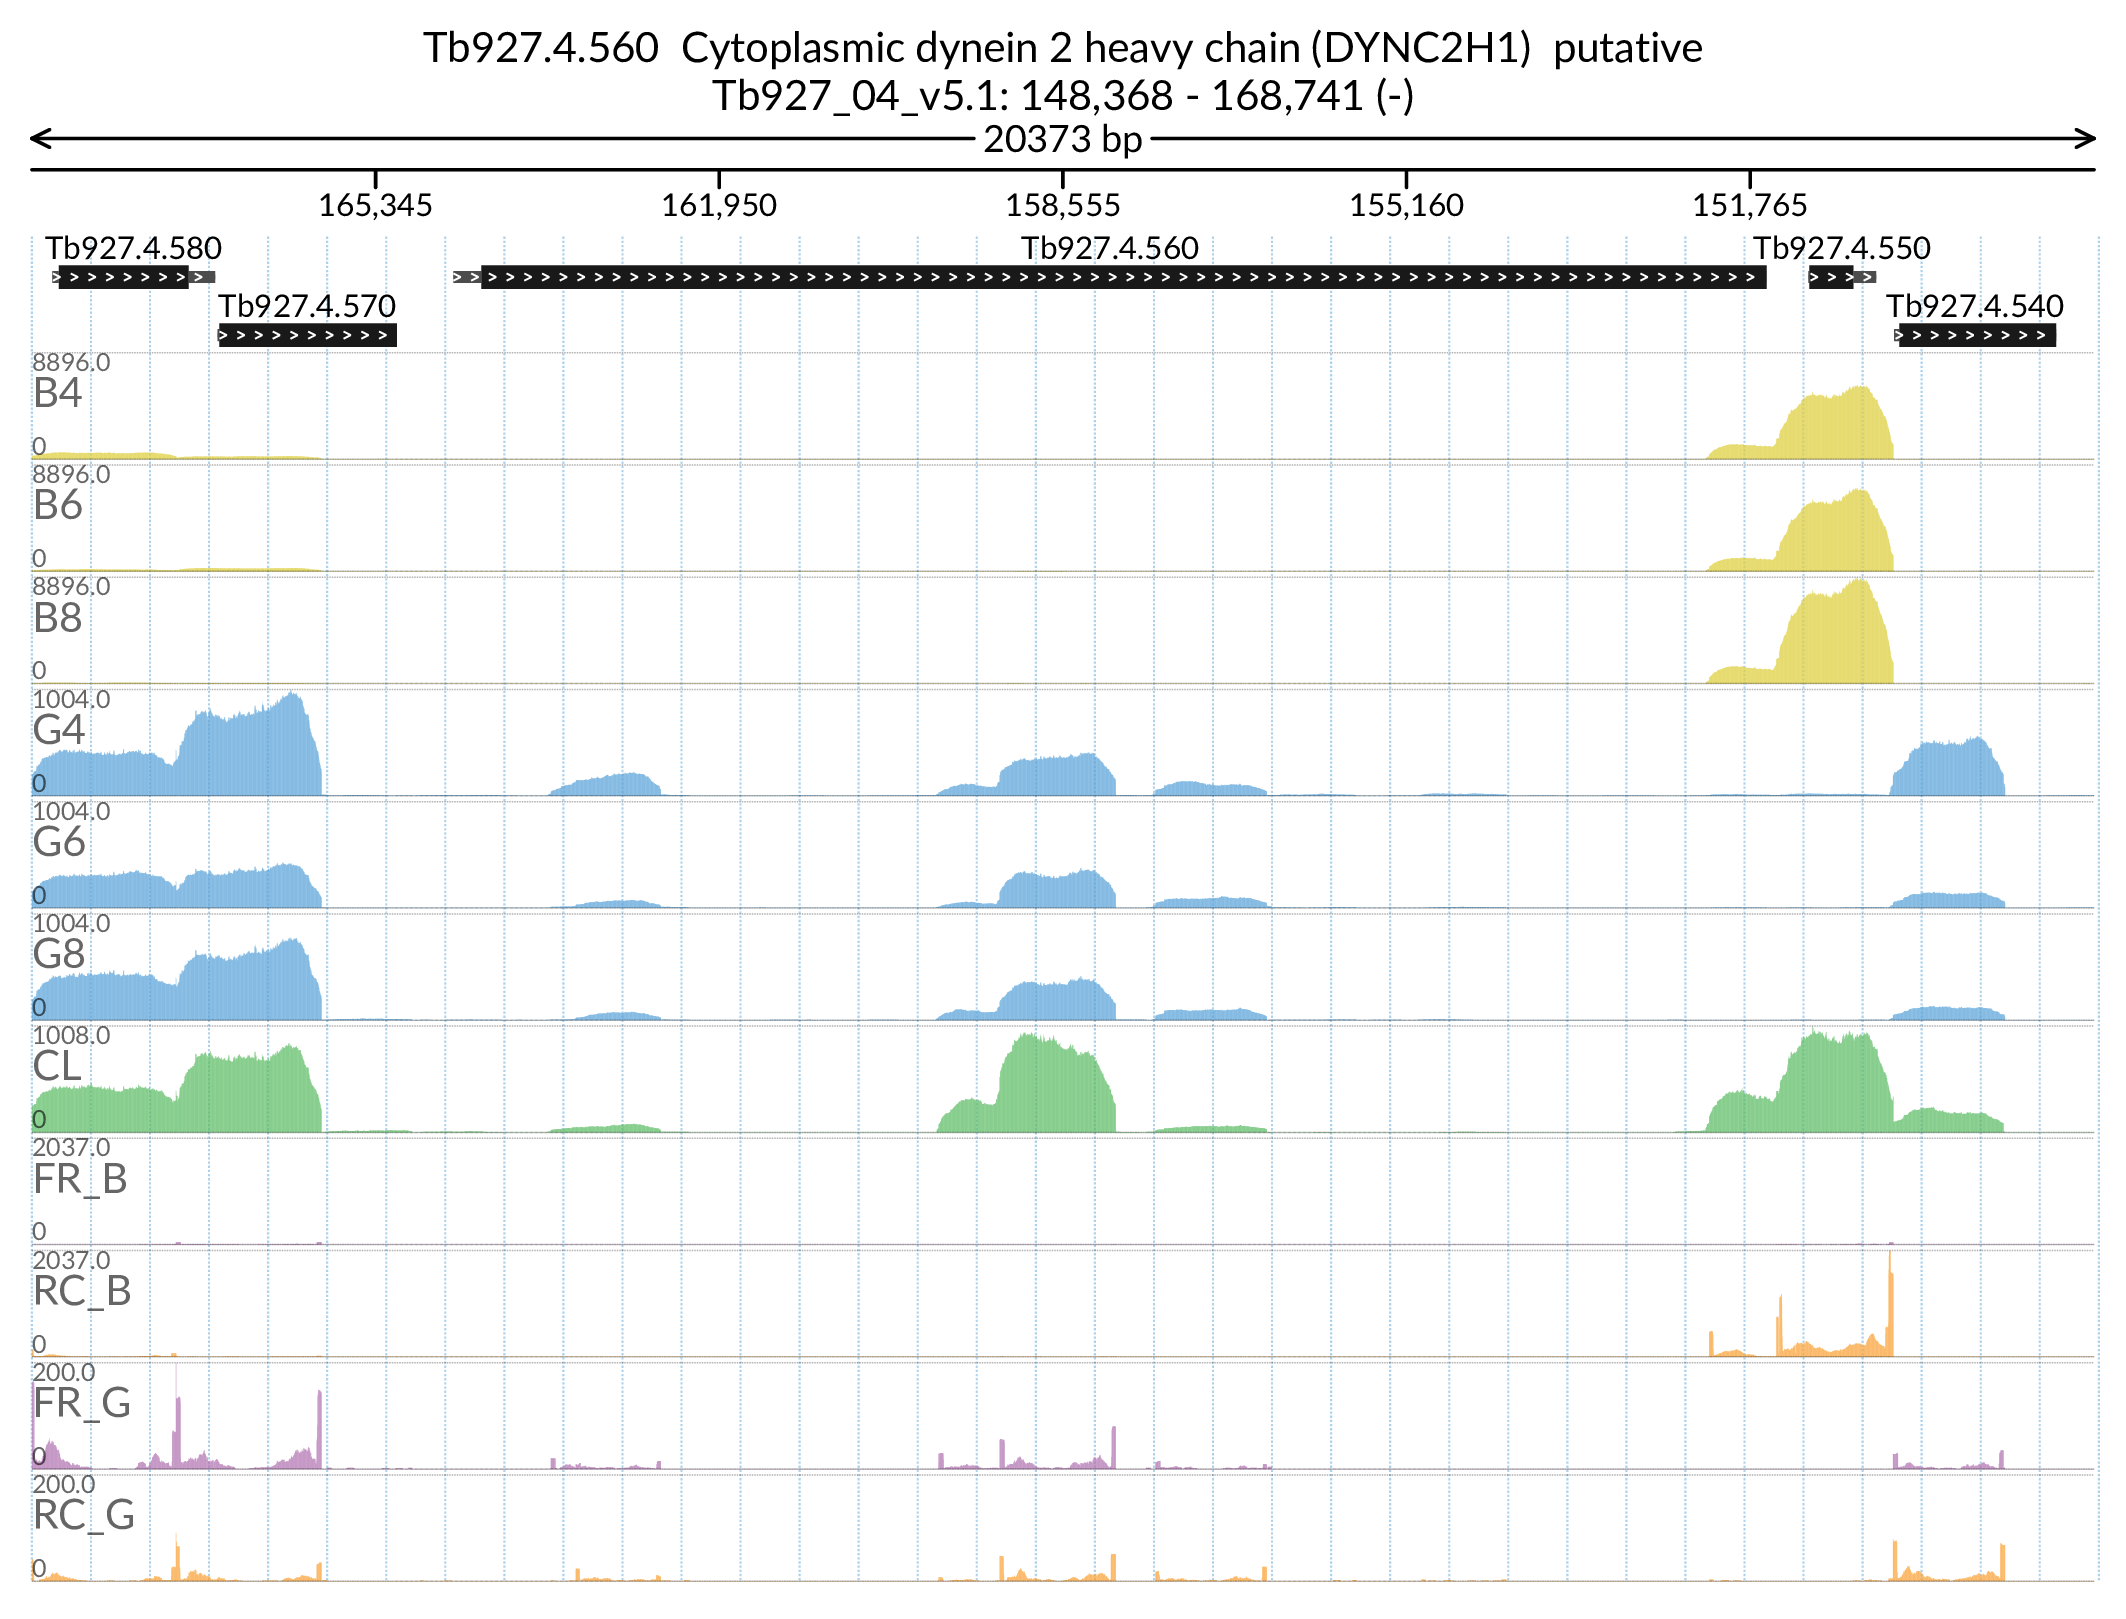 Tb927.4.560  Cytoplasmic dynein 2 heavy chain (DYNC2H1)  putative
Tb927_04_v5.1: 148,368 - 168,741 (-)
20373 bp
165,345 161,950 158,555 155,160 151,765
Tb927.4.580 Tb927.4.560 Tb927.4.550
Tb927.4.570 Tb927.4.540
8896.0
B4
0
8896.0
B6
0
8896.0
B8
0
1004.0
G4
0
1004.0
G6
0
1004.0
G8
0
1008.0
CL
0
2037.0
FR_B
0
2037.0
RC_B
0
200.0
FR_G
0
200.0
RC_G
0